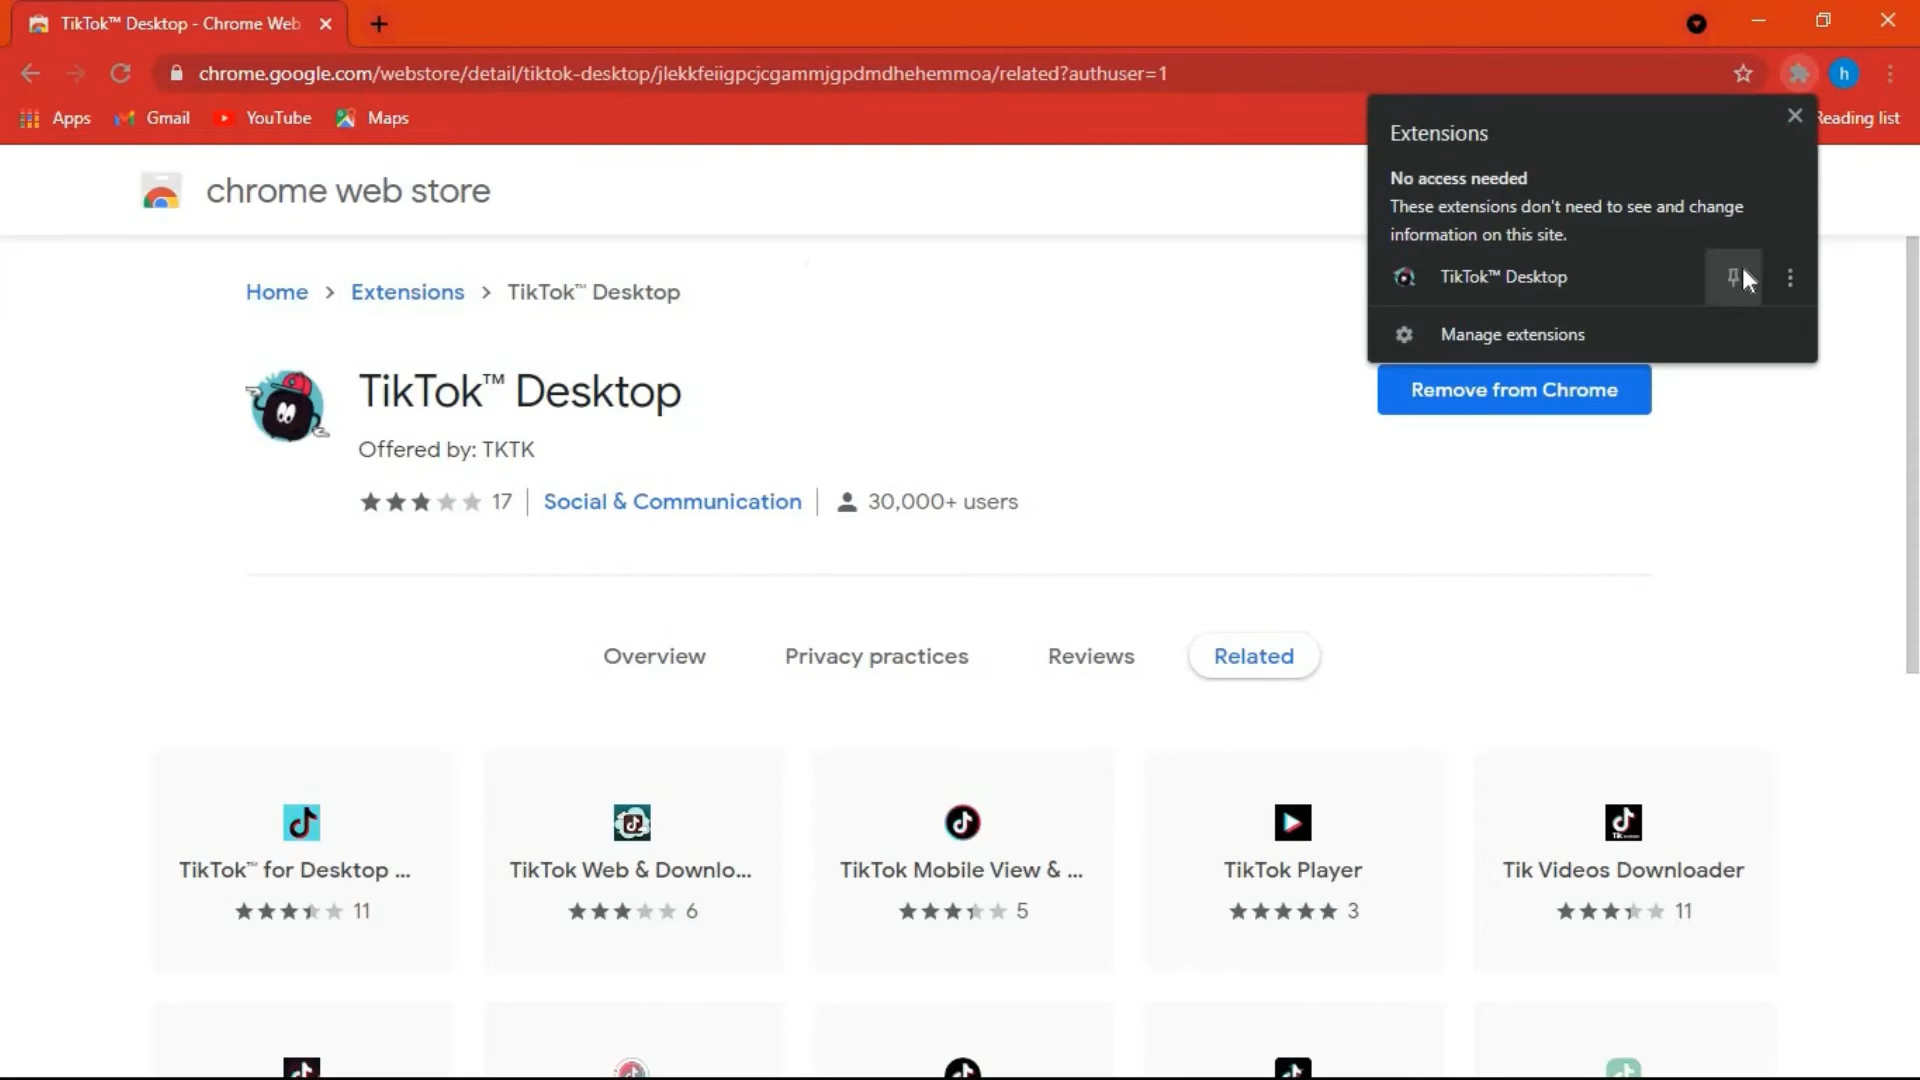 TikTok™ Desktop - Chrome Web
chrome.google.com/webstore/detail/tiktok-desktop/jlekkfeiigpcjcgammjgpdmdhehemmoa/related?authuser=1
h
Apps Gmail YouTube Maps
Reading list
Extensions
No access needed
These extensions don't need to see and change
information on this site.
TikTok™ Desktop
Manage extensions
chrome web store
Home > Extensions > TikTok™ Desktop
TikTok™ Desktop
Remove from Chrome
Offered by: TKTK
17 Social & Communication 30,000+ users
Overview Privacy practices Reviews Related
TikTok™ for Desktop ... TikTok Web & Downlo... TikTok Mobile View & ... TikTok Player Tik Videos Downloader
11 6 5 3 11